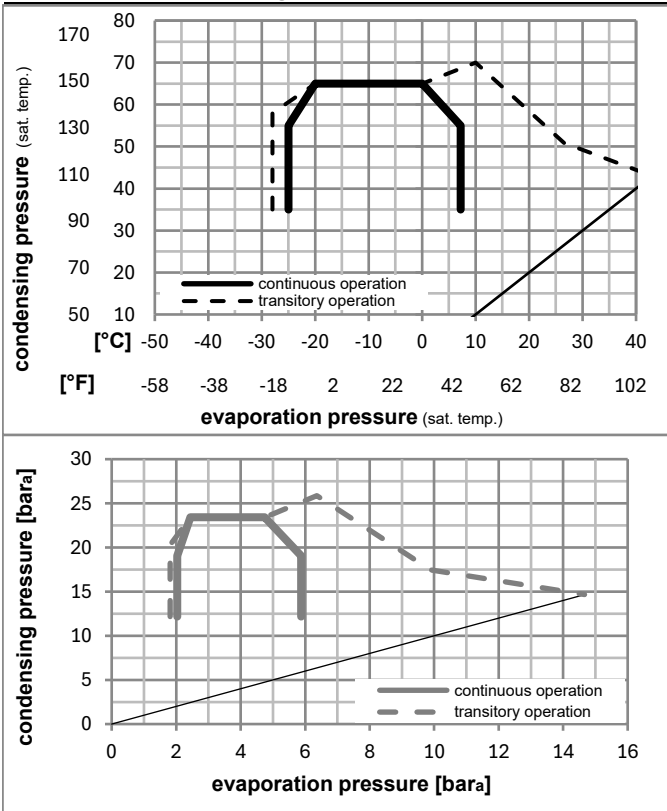 condensing pressure (sat. temp.)
170 80
70
150 60
130 50
110 40
90 30
70 20
50 10
continuous operation
transitory operation
[°C] -50 -40 -30 -20 -10 0 10 20 30 40
[°F] -58 -38 -18 2 22 42 62 82 102
evaporation pressure (sat. temp.)
condensing pressure [bara]
30
25
20
15
10
5
0
continuous operation
transitory operation
0 2 4 6 8 10 12 14 16
evaporation pressure [bara]